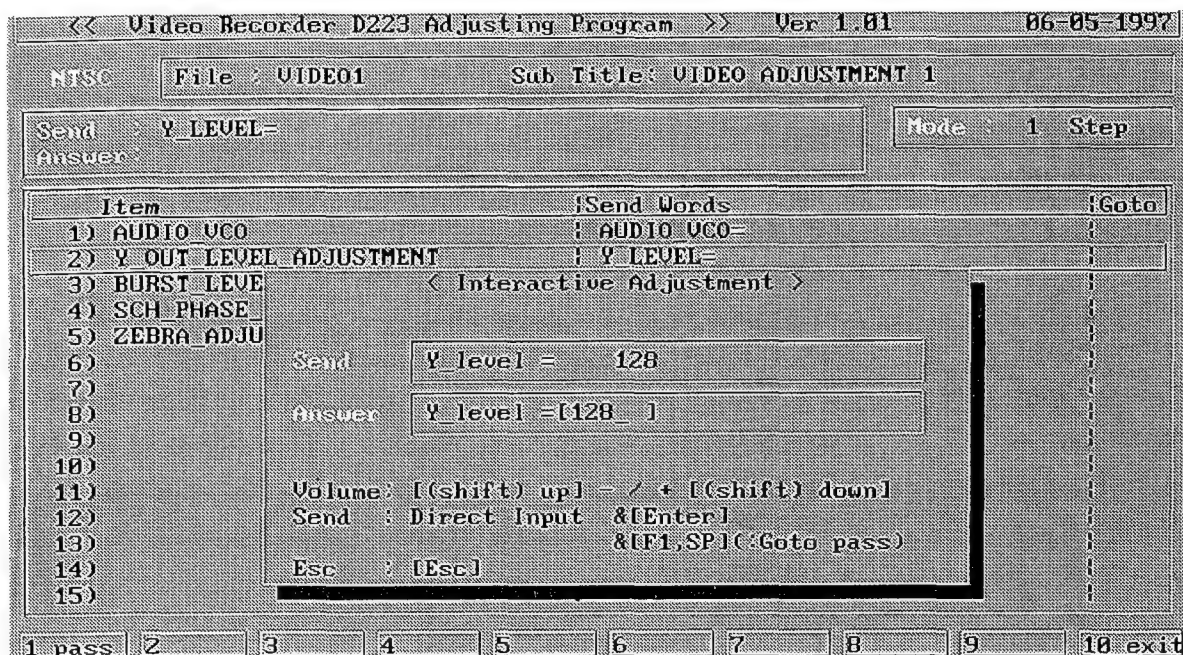 << Video Recorder D223 Adjusting Program >> Ver 1.01 06-05-1997
NTSC File : VIDEO1 Sub Title: VIDEO ADJUSTMENT 1
Send : Y_LEVEL=
Answer:
Mode : 1 Step
Item Send Words Goto
1) AUDIO_VCO AUDIO_VCO=
2) Y_OUT_LEVEL_ADJUSTMENT Y_LEVEL=
3) BURST_LEVE
4) SCH_PHASE_
5) ZEBRA_ADJU
6)
7)
8)
9)
10)
11)
12)
13)
14)
15)
< Interactive Adjustment >
Send Y_level = 128
Answer Y_level =[128_ ]
Volume: [(shift) up] - / + [(shift) down]
Send : Direct Input &[Enter]
&[F1,SP](:Goto pass)
Esc : [Esc]
1 pass 2 3 4 5 6 7 8 9 10 exit